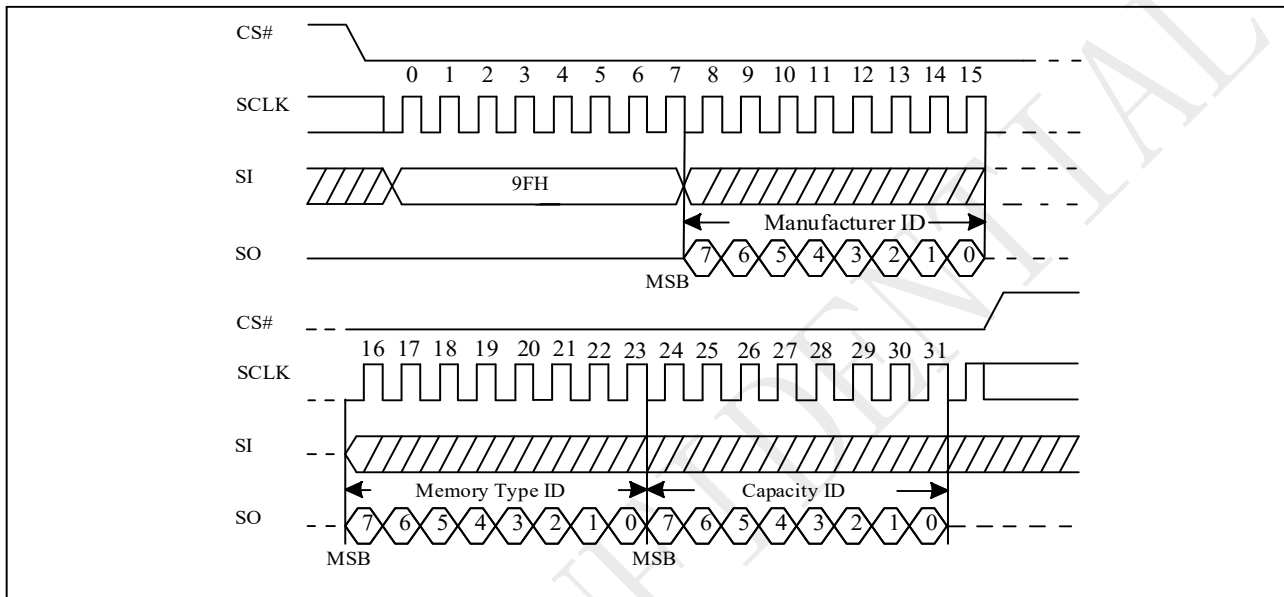 CS#
0 1 2 3 4 5 6 7 8 9 10 11 12 13 14 15
SCLK
SI
9FH
Manufacturer ID
SO
7 6 5 4 3 2 1 0
MSB
CS#
16 17 18 19 20 21 22 23 24 25 26 27 28 29 30 31
SCLK
SI
Memory Type ID Capacity ID
SO
7 6 5 4 3 2 1 0 7 6 5 4 3 2 1 0
MSB MSB